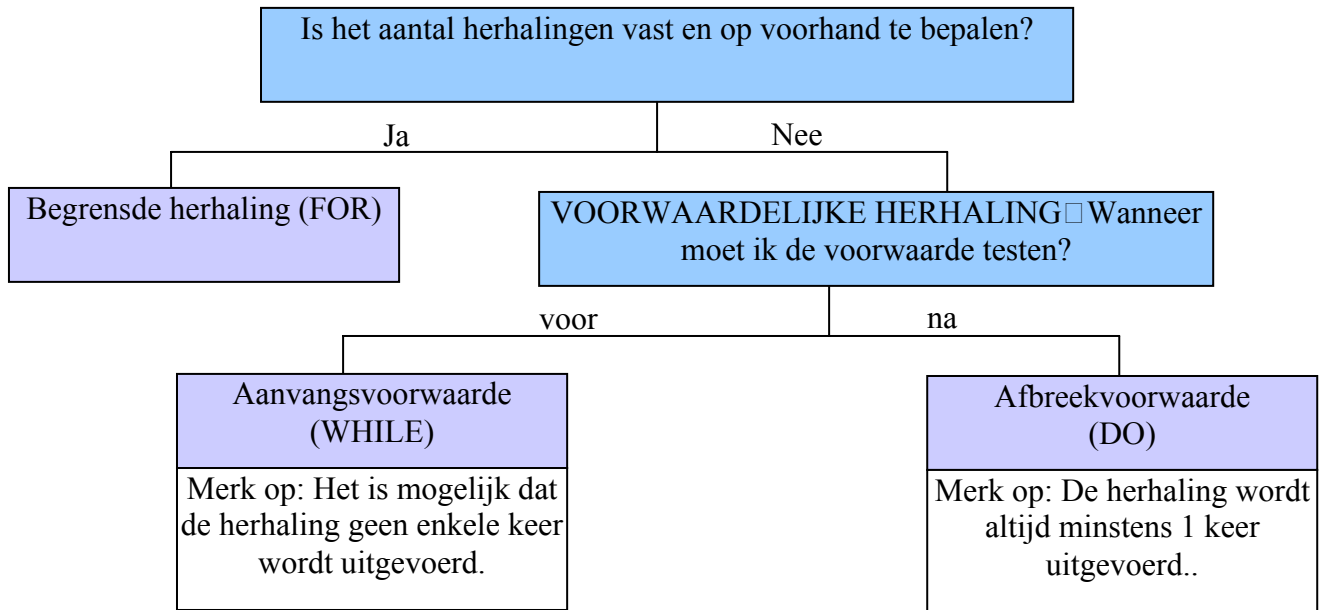 Is het aantal herhalingen vast en op voorhand te bepalen?
Ja
Nee
Begrensde herhaling (FOR)
VOORWAARDELIJKE HERHALING□Wanneer
moet ik de voorwaarde testen?
voor
na
Aanvangsvoorwaarde
(WHILE)
Merk op: Het is mogelijk dat
de herhaling geen enkele keer
wordt uitgevoerd.
Afbreekvoorwaarde
(DO)
Merk op: De herhaling wordt
altijd minstens 1 keer
uitgevoerd..